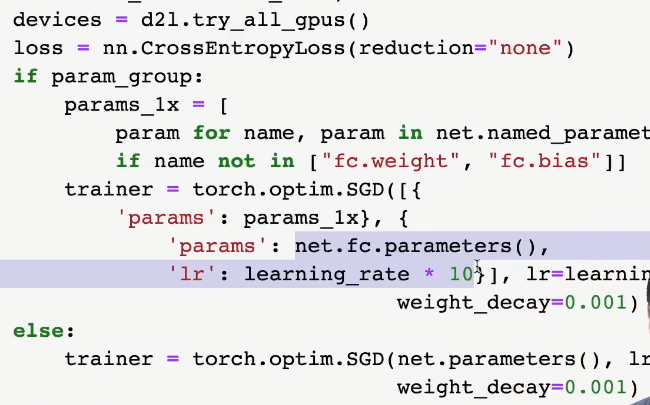 devices = d2l.try_all_gpus()
loss = nn.CrossEntropyLoss(reduction="none")
if param_group:
params_1x = [
param for name, param in net.named_paramet
if name not in ["fc.weight", "fc.bias"]]
trainer = torch.optim.SGD([{
'params': params_1x}, {
'params': net.fc.parameters(),
'lr': learning_rate * 10}], lr=learnin
weight_decay=0.001)
else:
trainer = torch.optim.SGD(net.parameters(), lr
weight_decay=0.001)